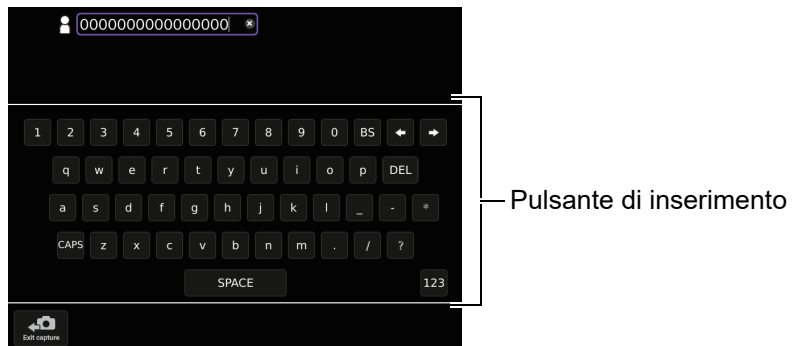 0000000000000000
1 2 3 4 5 6 7 8 9 0 BS
q w e r t y u i o p DEL
a s d f g h j k l _ - *
Pulsante di inserimento
CAPS z x c v b n m . / ?
SPACE 123
Exit capture